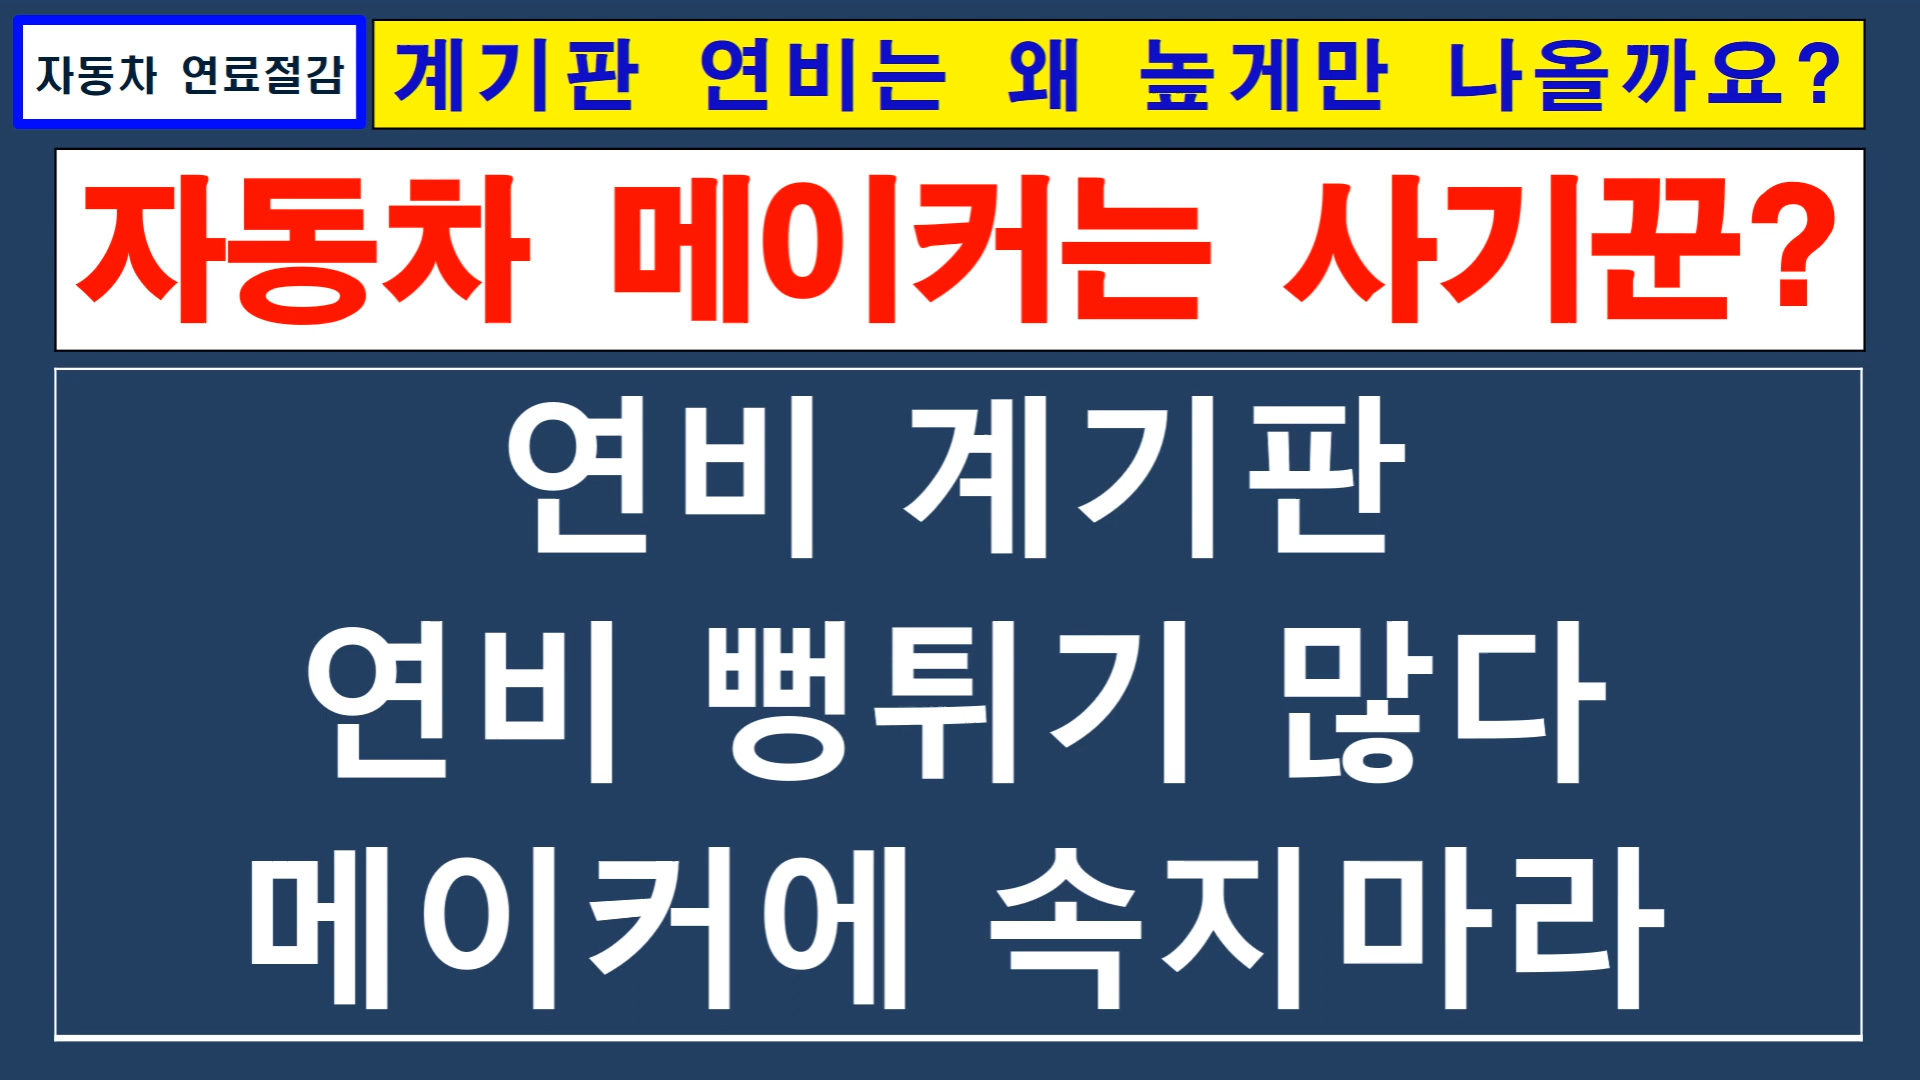 자동차 연료절감
계기판 연비는 왜 높게만 나올까요?
자동차 메이커는 사기꾼?
연비 계기판
연비 뻥튀기 많다
메이커에 속지마라